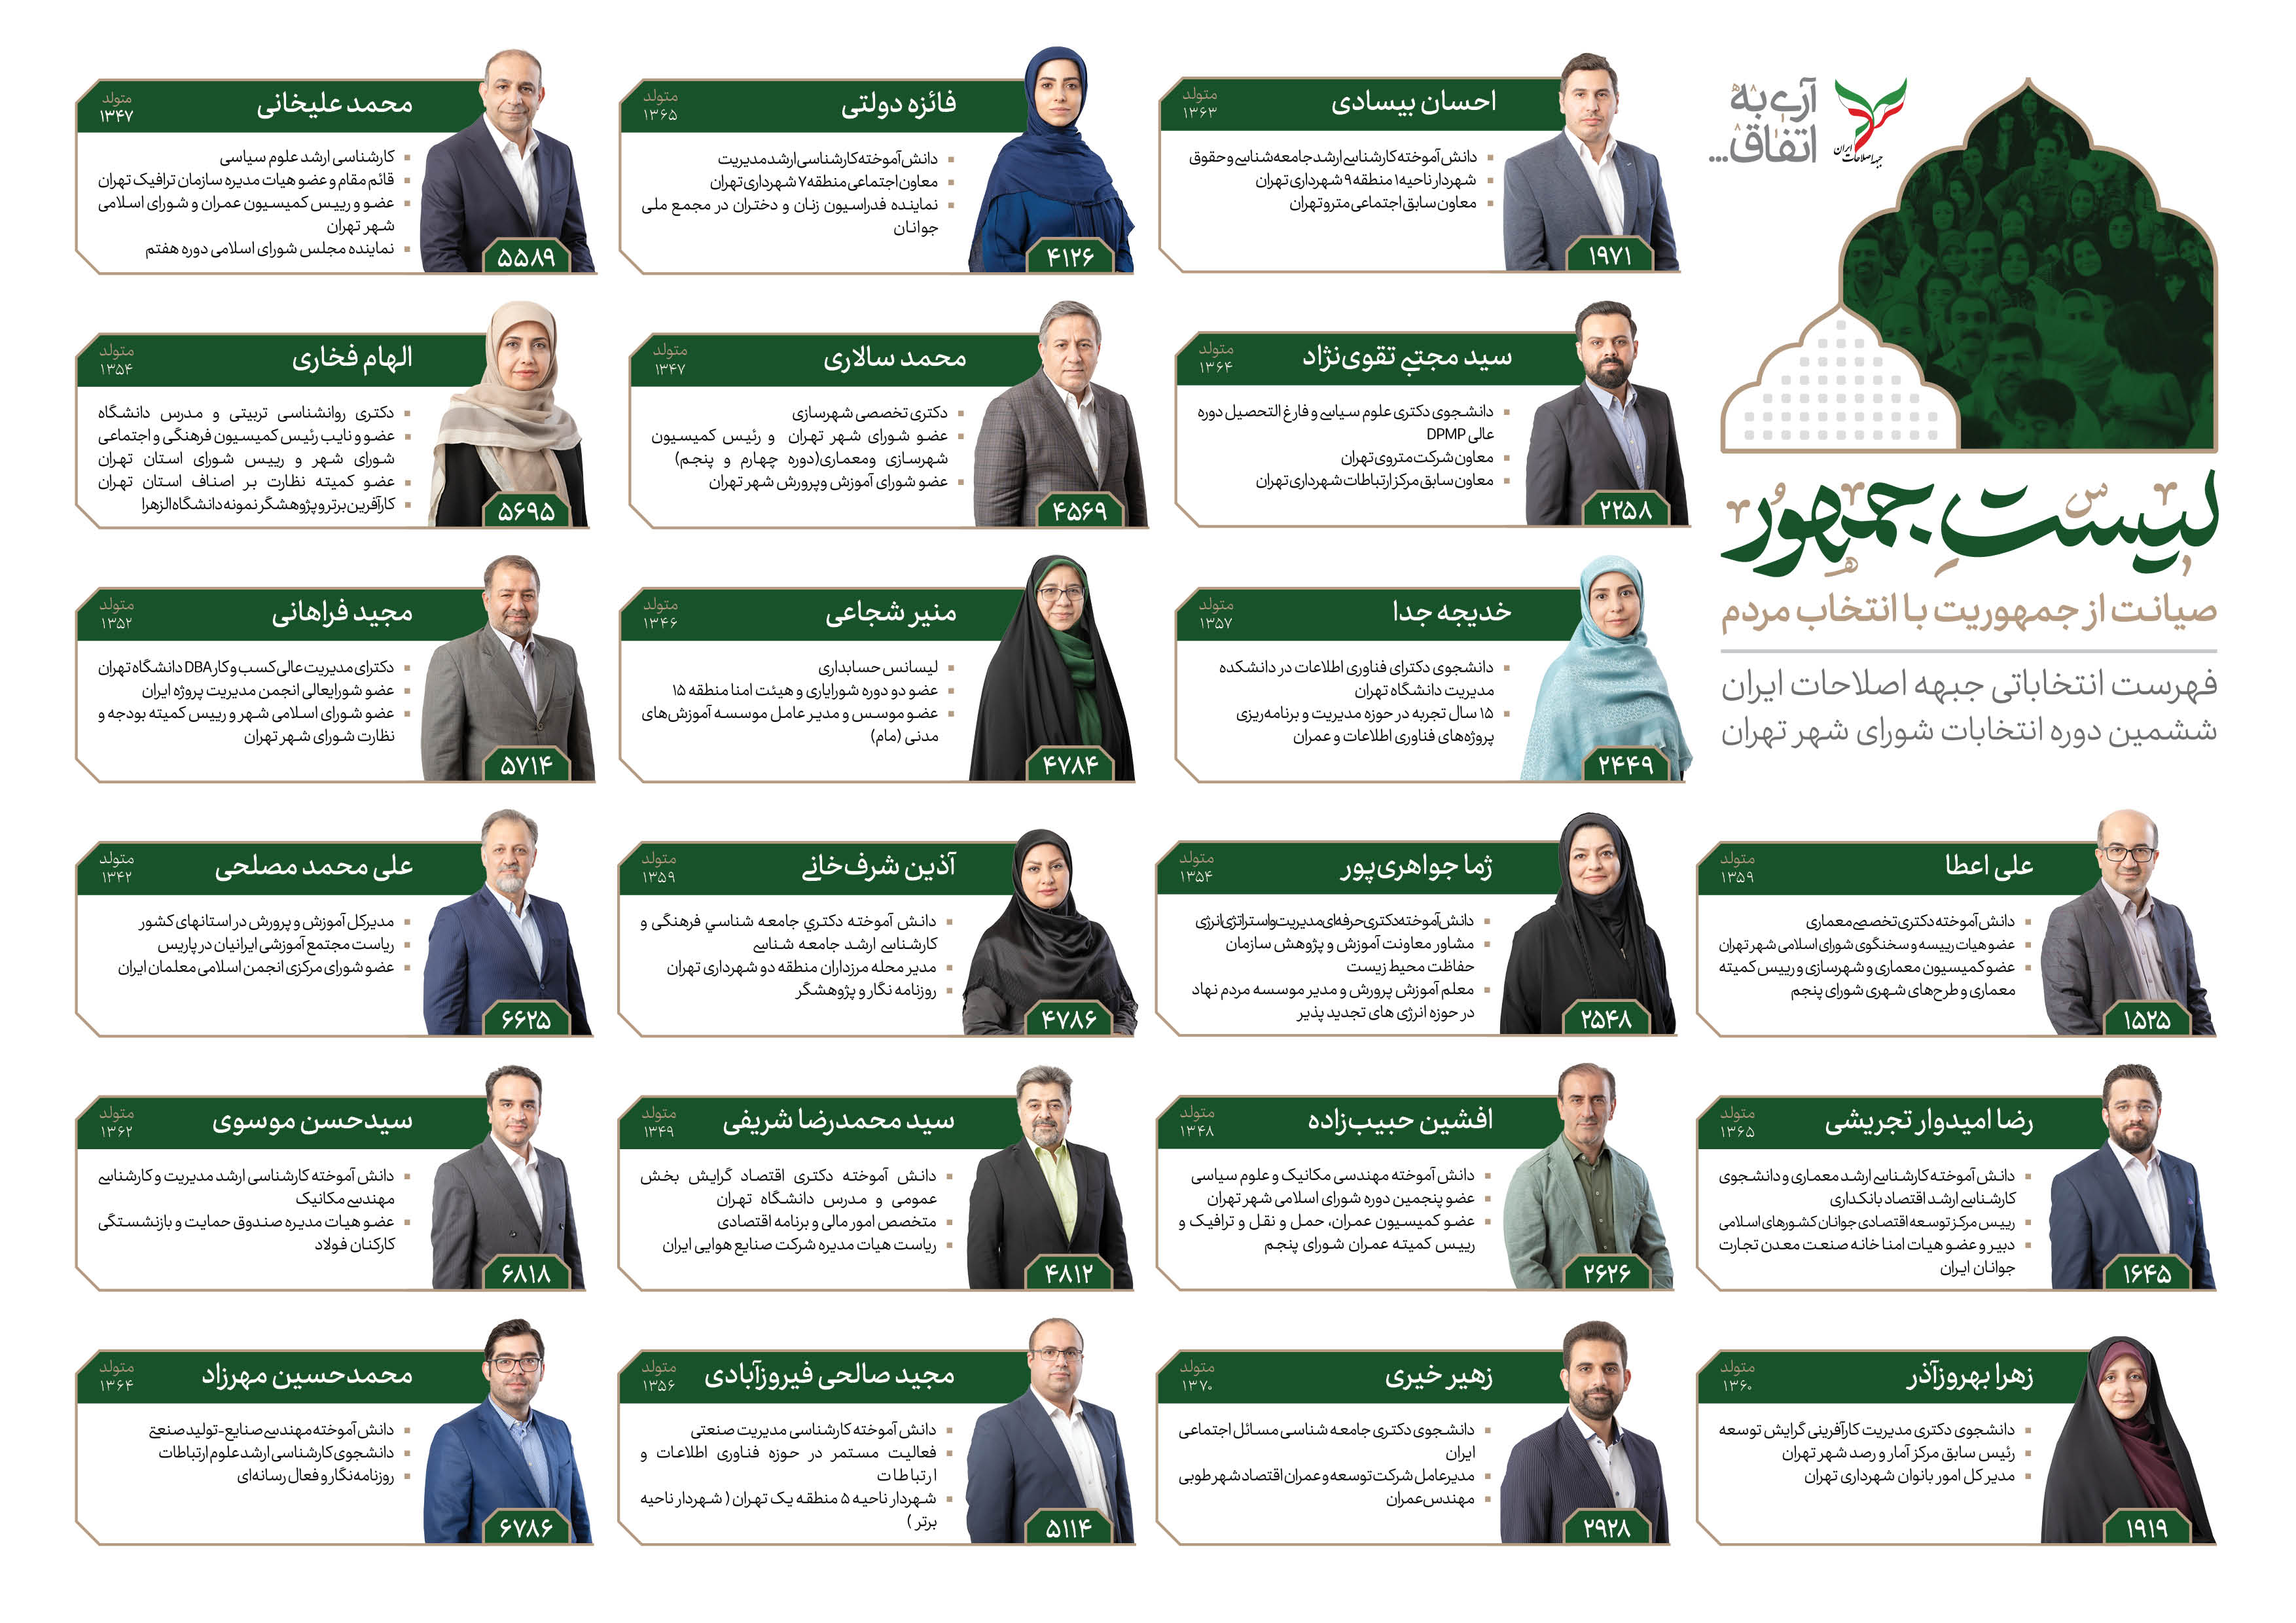 آری به
اتفاق...
جبهه اصلاحات ایران
لیستِ جمهور
صیانت از جمهوریت با انتخاب مردم
فهرست انتخاباتی جبهه اصلاحات ایران
ششمین دوره انتخابات شورای شهر تهران
علی اعطا
متولد
۱۳۵۹
دانش‌آموخته دکتری تخصصی معماری
عضو هیات رییسه و سخنگوی شورای اسلامی شهر تهران
عضو کمیسیون معماری و شهرسازی و رییس کمیته
معماری و طرح‌های شهری شورای پنجم
۱۵۲۵
رضا امیدوار تجریشی
متولد
۱۳۶۵
دانش آموخته کارشناسی ارشد معماری و دانشجوی
کارشناسی ارشد اقتصاد بانکداری
رییس مرکز توسعه اقتصادی جوانان کشورهای اسلامی
دبیر و عضو هیات امنا خانه صنعت معدن تجارت
جوانان ایران
۱۶۴۵
زهرا بهروزآذر
متولد
۱۳۶۰
دانشجوی دکتری مدیریت کارآفرینی گرایش توسعه
رئیس سابق مرکز آمار و رصد شهر تهران
مدیر کل امور بانوان شهرداری تهران
۱۹۱۹
احسان بیسادی
متولد
۱۳۶۳
دانش‌آموخته کارشناسی ارشد جامعه‌شناسی و حقوق
شهردار ناحیه۱ منطقه ۹ شهرداری تهران
معاون سابق اجتماعی مترو تهران
۱۹۷۱
سید مجتبی تقوی‌نژاد
متولد
۱۳۶۴
دانشجوی دکتری علوم سیاسی و فارغ التحصیل دوره
عالی DPMP
معاون شرکت متروی تهران
معاون سابق مرکز ارتباطات شهرداری تهران
۲۲۵۸
خدیجه جدا
متولد
۱۳۵۷
دانشجوی دکترای فناوری اطلاعات در دانشکده
مدیریت دانشگاه تهران
۱۵ سال تجربه در حوزه مدیریت و برنامه‌ریزی
پروژه‌های فناوری اطلاعات و عمران
۲۴۴۹
ژما جواهری‌پور
متولد
۱۳۵۴
دانش‌آموخته دکتری حرفه‌ای مدیریت و استراتژی انرژی
مشاور معاونت آموزش و پژوهش سازمان
حفاظت محیط زیست
معلم آموزش پرورش و مدیر موسسه مردم نهاد
در حوزه انرژی های تجدید پذیر
۲۵۴۸
افشین حبیب‌زاده
متولد
۱۳۴۸
دانش آموخته مهندسی مکانیک و علوم سیاسی
عضو پنجمین دوره شورای اسلامی شهر تهران
عضو کمیسیون عمران، حمل و نقل و ترافیک و
رییس کمیته عمران شورای پنجم
۲۶۲۶
زهیر خیری
متولد
۱۳۷۰
دانشجوی دکتری جامعه شناسی مسائل اجتماعی
ایران
مدیرعامل شرکت توسعه و عمران اقتصاد شهر طوبی
مهندس عمران
۲۹۲۸
فائزه دولتی
متولد
۱۳۶۵
دانش‌آموخته کارشناسی ارشد مدیریت
معاون اجتماعی منطقه ۷ شهرداری تهران
نماینده فدراسیون زنان و دختران در مجمع ملی
جوانان
۴۱۲۶
محمد سالاری
متولد
۱۳۴۷
دکتری تخصصی شهرسازی
عضو شورای شهر تهران و رئیس کمیسیون
شهرسازی ومعماری(دوره چهارم و پنجم)
عضو شورای آموزش وپرورش شهر تهران
۴۵۶۹
منیر شجاعی
متولد
۱۳۴۶
لیسانس حسابداری
عضو دو دوره شورایاری و هیئت امنا منطقه ۱۵
عضو موسس و مدیر عامل موسسه آموزش‌های
مدنی (مام)
۴۷۸۴
آذین شرف‌خانی
متولد
۱۳۵۹
دانش آموخته دکتري جامعه شناسي فرهنگی و
کارشناسی ارشد جامعه شناسی
مدیر محله مرزداران منطقه دو شهرداری تهران
روزنامه نگار و پژوهشگر
۴۷۸۶
سید محمدرضا شریفی
متولد
۱۳۴۹
دانش آموخته دکتری اقتصاد گرایش بخش
عمومی و مدرس دانشگاه تهران
متخصص امور مالی و برنامه اقتصادی
ریاست هیات مدیره شرکت صنایع هوایی ایران
۴۸۱۲
مجید صالحی فیروزآبادی
متولد
۱۳۵۶
دانش آموخته کارشناسی مدیریت صنعتی
فعالیت مستمر در حوزه فناوری اطلاعات و
ارتباطات
شهردار ناحیه ۵ منطقه یک تهران ( شهردار ناحیه
برتر )
۵۱۱۴
محمد علیخانی
متولد
۱۳۴۷
کارشناسی ارشد علوم سیاسی
قائم مقام و عضو هیات مدیره سازمان ترافیک تهران
عضو و رییس کمیسیون عمران و شورای اسلامی
شهر تهران
نماینده مجلس شورای اسلامی دوره هفتم
۵۵۸۹
الهام فخاری
متولد
۱۳۵۴
دکتری روانشناسی تربیتی و مدرس دانشگاه
عضو و نایب رئیس کمیسیون فرهنگی و اجتماعی
شورای شهر و رییس شورای استان تهران
عضو کمیته نظارت بر اصناف استان تهران
کارآفرین برتر و پژوهشگر نمونه دانشگاه الزهرا
۵۶۹۵
مجید فراهانی
متولد
۱۳۵۲
دکترای مدیریت عالی کسب و کار DBA دانشگاه تهران
عضو شورایعالی انجمن مدیریت پروژه ایران
عضو شورای اسلامی شهر و رییس کمیته بودجه و
نظارت شورای شهر تهران
۵۷۱۴
علی محمد مصلحی
متولد
۱۳۴۲
مدیرکل آموزش و پرورش در استانهای کشور
ریاست مجتمع آموزشی ایرانیان در پاریس
عضو شورای مرکزی انجمن اسلامی معلمان ایران
۶۶۲۵
سیدحسن موسوی
متولد
۱۳۶۲
دانش آموخته کارشناسی ارشد مدیریت و کارشناسی
مهندسی مکانیک
عضو هیات مدیره صندوق حمایت و بازنشستگی
کارکنان فولاد
۶۸۱۸
محمدحسین مهرزاد
متولد
۱۳۶۴
دانش آموخته مهندسی صنایع-تولید صنعتی
دانشجوی کارشناسی ارشد علوم ارتباطات
روزنامه‌نگار و فعال رسانه‌ای
۶۷۸۶